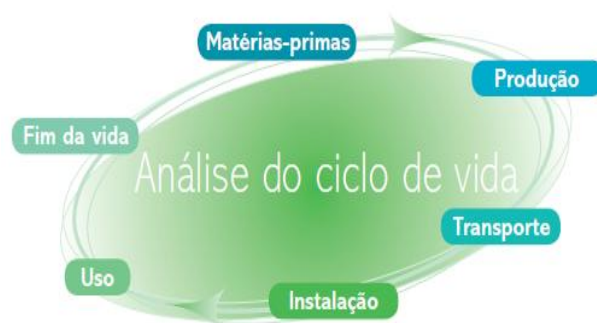 Matérias-primas
Produção
Fim da vida
Análise do ciclo de vida
Transporte
Uso
Instalação